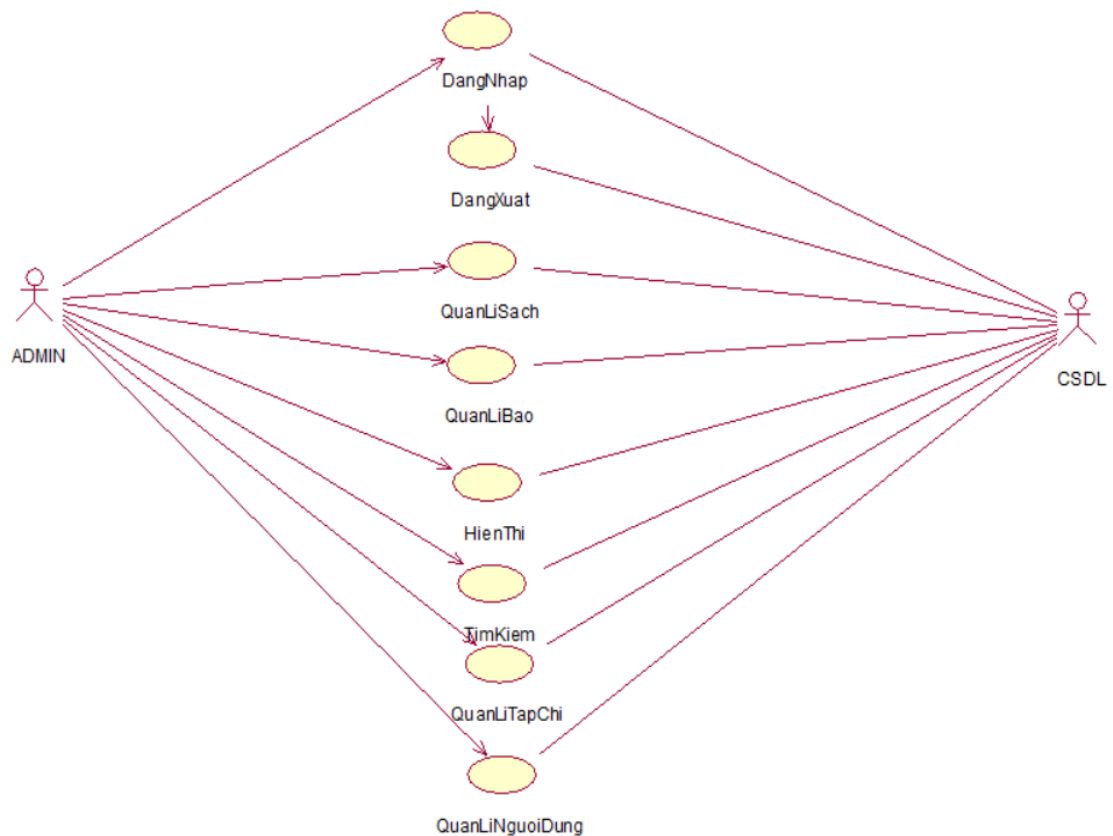 DangNhap
DangXuat
QuanLiSach
ADMIN
CSDL
QuanLiBao
HienThi
TimKiem
QuanLiTapChi
QuanLiNguoiDung